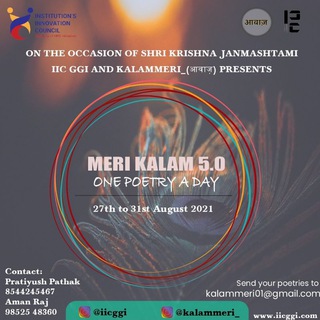 INSTITUTION'S
INNOVATION
COUNCIL
आवाज़
ON THE OCCASION OF SHRI KRISHNA JANMASHTAMI
IIC GGI AND KALAMMERI_(आवाज़) PRESENTS
MERI KALAM 5.0
ONE POETRY A DAY
27th to 31st August 2021
Contact:
Pratiyush Pathak
8544245467
Aman Raj
98525 48360
Send your poetries to
kalammeri01@gmail.com
@iicggi
@kalammeri_
www.iicggi.com